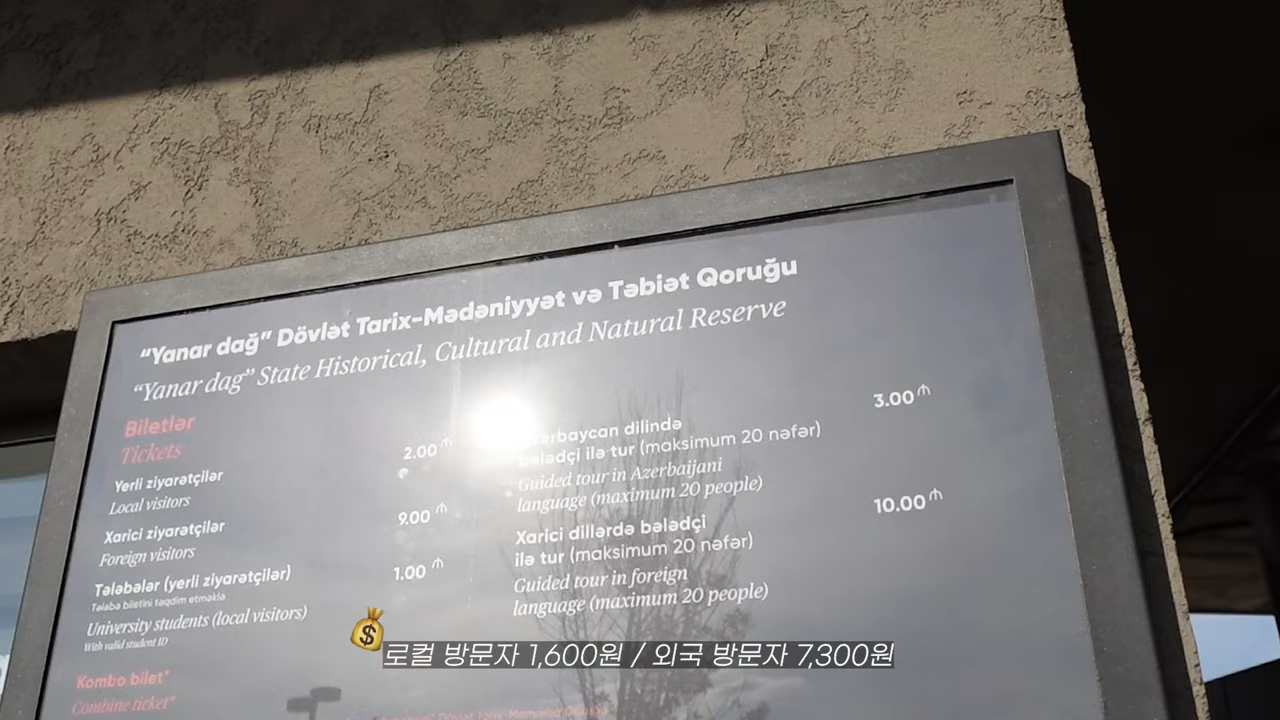 “Yanar dağ” Dövlət Tarix-Mədəniyyət və Təbiət Qoruğu
“Yanar dag” State Historical, Cultural and Natural Reserve
Biletlər
Tickets
Yerli ziyarətçilər
Local visitors
2.00 ₼
Xarici ziyarətçilər
Foreign visitors
9.00 ₼
Tələbələr (yerli ziyarətçilər)
Tələbə biletini təqdim etməklə
University students (local visitors)
With valid student ID
1.00 ₼
Kombo bilet*
Combine ticket*
dilində
bələdçi ilə tur (maksimum 20 nəfər)
Guided tour in Azerbaijani
language (maximum 20 people)
3.00 ₼
Xarici dillərdə bələdçi
ilə tur (maksimum 20 nəfər)
Guided tour in foreign
language (maximum 20 people)
10.00 ₼
Dövlət Tarix-Memarlıq
로컬 방문자 1,600원 / 외국 방문자 7,300원